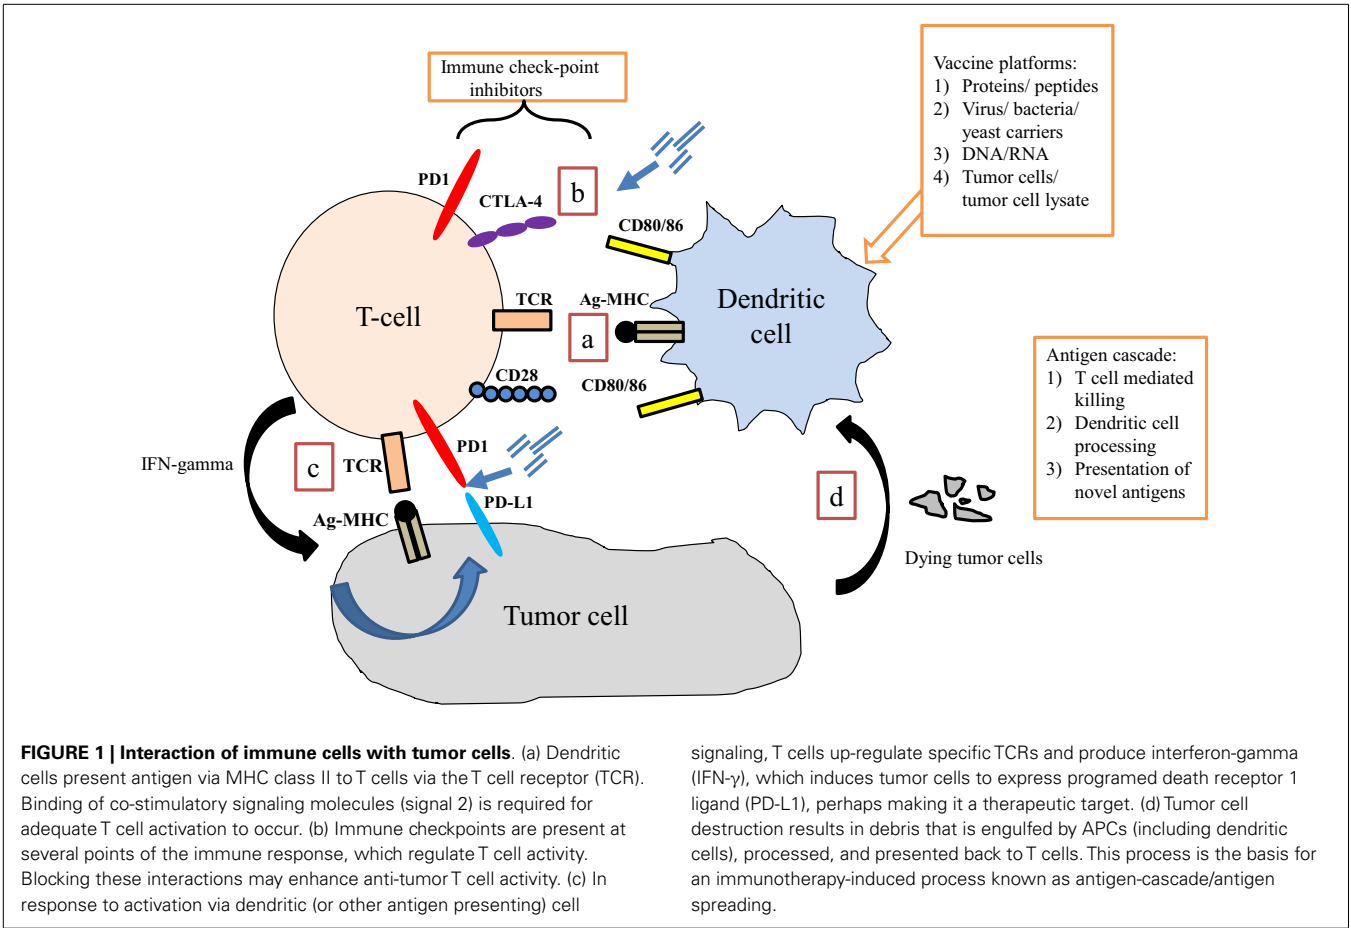 Immune check-point
inhibitors
Vaccine platforms:
1) Proteins/ peptides
2) Virus/ bacteria/
yeast carriers
3) DNA/RNA
4) Tumor cells/
tumor cell lysate
PD1
CTLA-4
b
CD80/86
T-cell
TCR
a
Ag-MHC
Dendritic
cell
CD28
CD80/86
Antigen cascade:
1) T cell mediated
killing
2) Dendritic cell
processing
3) Presentation of
novel antigens
IFN-gamma
c
TCR
PD1
PD-L1
Ag-MHC
d
Dying tumor cells
Tumor cell
FIGURE 1 | Interaction of immune cells with tumor cells. (a) Dendritic
cells present antigen via MHC class II to T cells via the T cell receptor (TCR).
Binding of co-stimulatory signaling molecules (signal 2) is required for
adequate T cell activation to occur. (b) Immune checkpoints are present at
several points of the immune response, which regulate T cell activity.
Blocking these interactions may enhance anti-tumor T cell activity. (c) In
response to activation via dendritic (or other antigen presenting) cell
signaling, T cells up-regulate specific TCRs and produce interferon-gamma
(IFN-γ), which induces tumor cells to express programed death receptor 1
ligand (PD-L1), perhaps making it a therapeutic target. (d) Tumor cell
destruction results in debris that is engulfed by APCs (including dendritic
cells), processed, and presented back to T cells. This process is the basis for
an immunotherapy-induced process known as antigen-cascade/antigen
spreading.